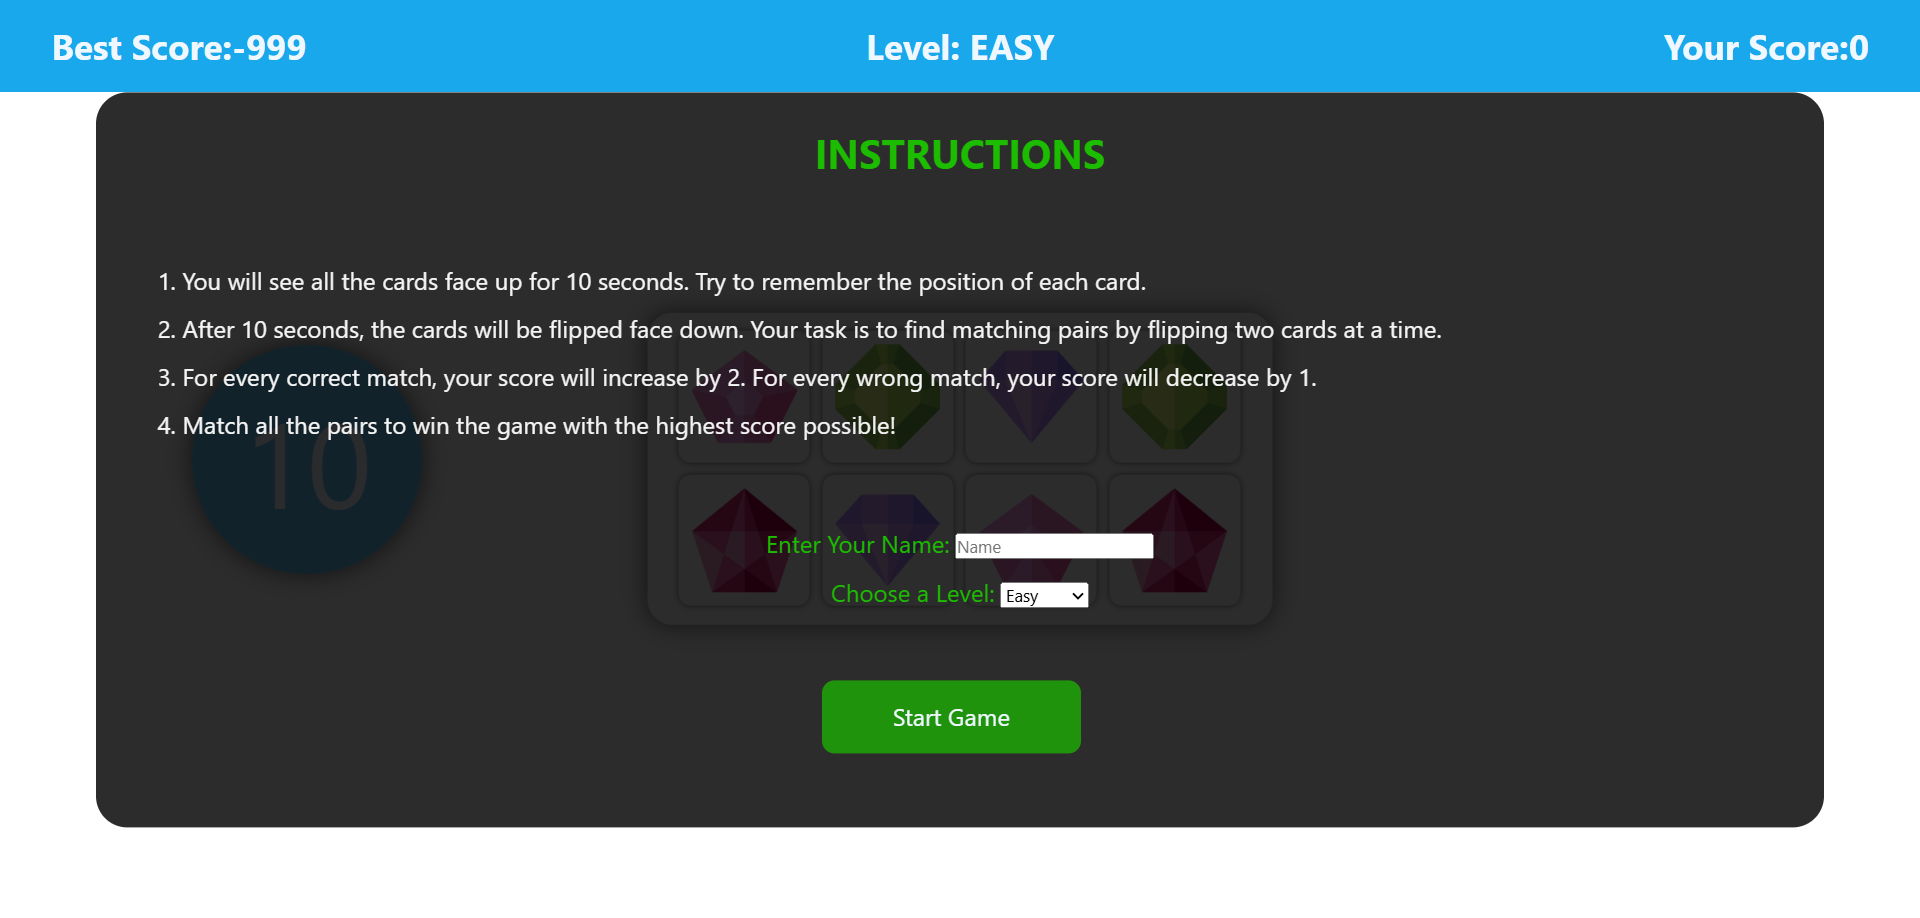 Best Score:-999
Level: EASY
Your Score:0
INSTRUCTIONS
1. You will see all the cards face up for 10 seconds. Try to remember the position of each card.
2. After 10 seconds, the cards will be flipped face down. Your task is to find matching pairs by flipping two cards at a time.
3. For every correct match, your score will increase by 2. For every wrong match, your score will decrease by 1.
4. Match all the pairs to win the game with the highest score possible!
10
Enter Your Name: Name
Choose a Level: Easy
Start Game